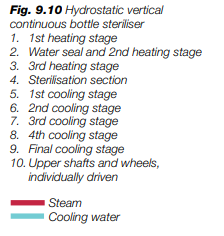 Fig. 9.10 Hydrostatic vertical
continuous bottle steriliser
1. 1st heating stage
2. Water seal and 2nd heating stage
3. 3rd heating stage
4. Sterilisation section
5. 1st cooling stage
6. 2nd cooling stage
7. 3rd cooling stage
8. 4th cooling stage
9. Final cooling stage
10. Upper shafts and wheels,
individually driven
Steam
Cooling water